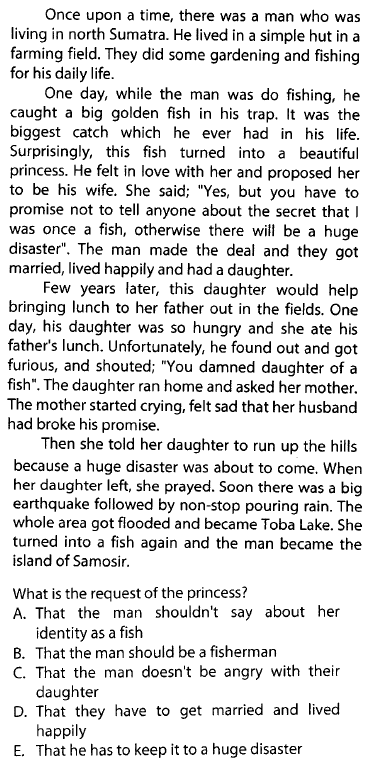 Once upon a time, there was a man who was
living in north Sumatra. He lived in a simple hut in a
farming field. They did some gardening and fishing
for his daily life.
One day, while the man was do fishing, he
caught a big golden fish in his trap. It was the
biggest catch which he ever had in his life.
Surprisingly, this fish turned into a beautiful
princess. He felt in love with her and proposed her
to be his wife. She said; "Yes, but you have to
promise not to tell anyone about the secret that I
was once a fish, otherwise there will be a huge
disaster". The man made the deal and they got
married, lived happily and had a daughter.
Few years later, this daughter would help
bringing lunch to her father out in the fields. One
day, his daughter was so hungry and she ate his
father's lunch. Unfortunately, he found out and got
furious, and shouted; "You damned daughter of a
fish". The daughter ran home and asked her mother.
The mother started crying, felt sad that her husband
had broke his promise.
Then she told her daughter to run up the hills
because a huge disaster was about to come. When
her daughter left, she prayed. Soon there was a big
earthquake followed by non-stop pouring rain. The
whole area got flooded and became Toba Lake. She
turned into a fish again and the man became the
island of Samosir.
What is the request of the princess?
A. That the man shouldn't say about her
identity as a fish
B. That the man should be a fisherman
C. That the man doesn't be angry with their
daughter
D. That they have to get married and lived
happily
E. That he has to keep it to a huge disaster